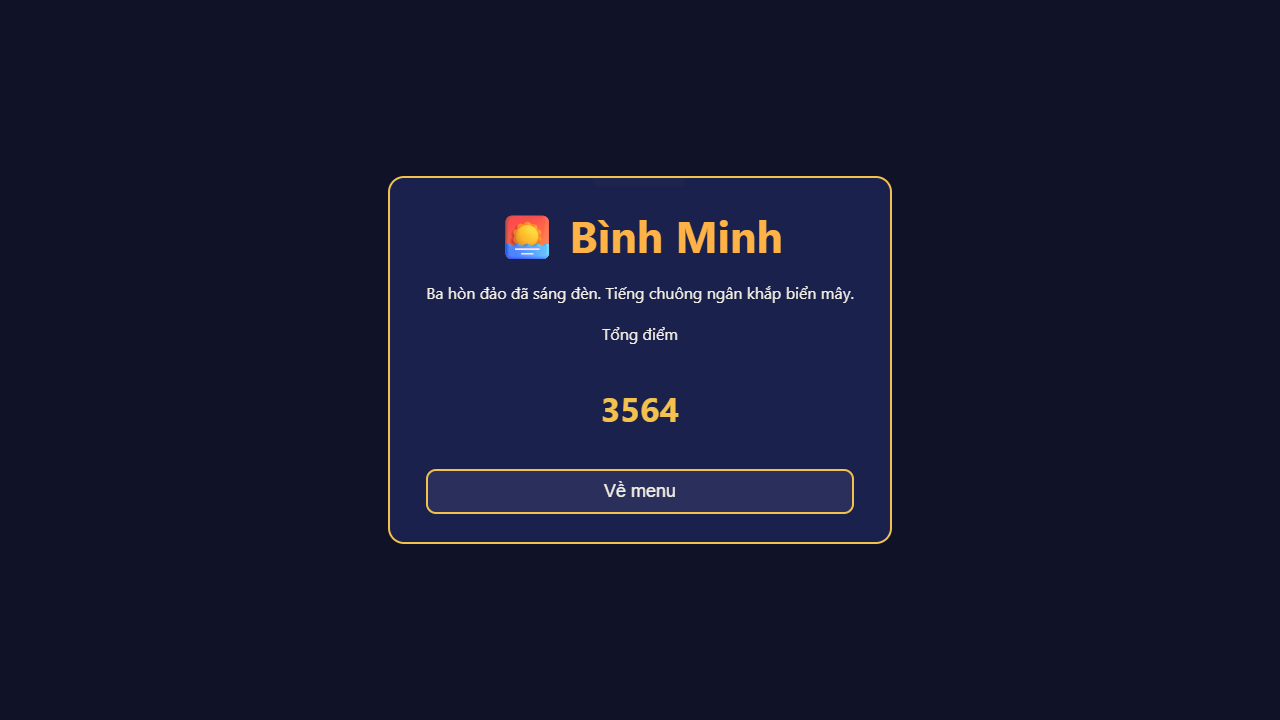 Bình Minh
Ba hòn đảo đã sáng đèn. Tiếng chuông ngân khắp biển mây.
Tổng điểm
3564
Về menu